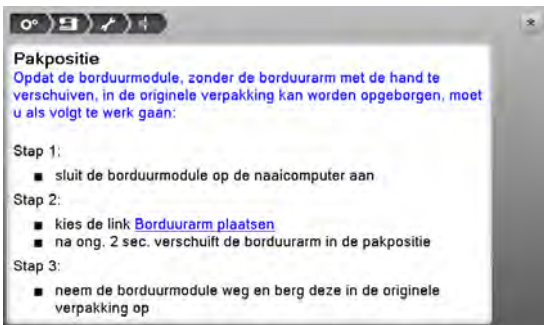 Pakpositie
Opdat de borduurmodule, zonder de borduurarm met de hand te
verschuiven, in de originele verpakking kan worden opgeborgen, moet
u als volgt te werk gaan:
Stap 1:
■ sluit de borduurmodule op de naaicomputer aan
Stap 2:
■ kies de link Borduurarm plaatsen
■ na ong. 2 sec. verschuift de borduurarm in de pakpositie
Stap 3:
■ neem de borduurmodule weg en berg deze in de originele
verpakking op